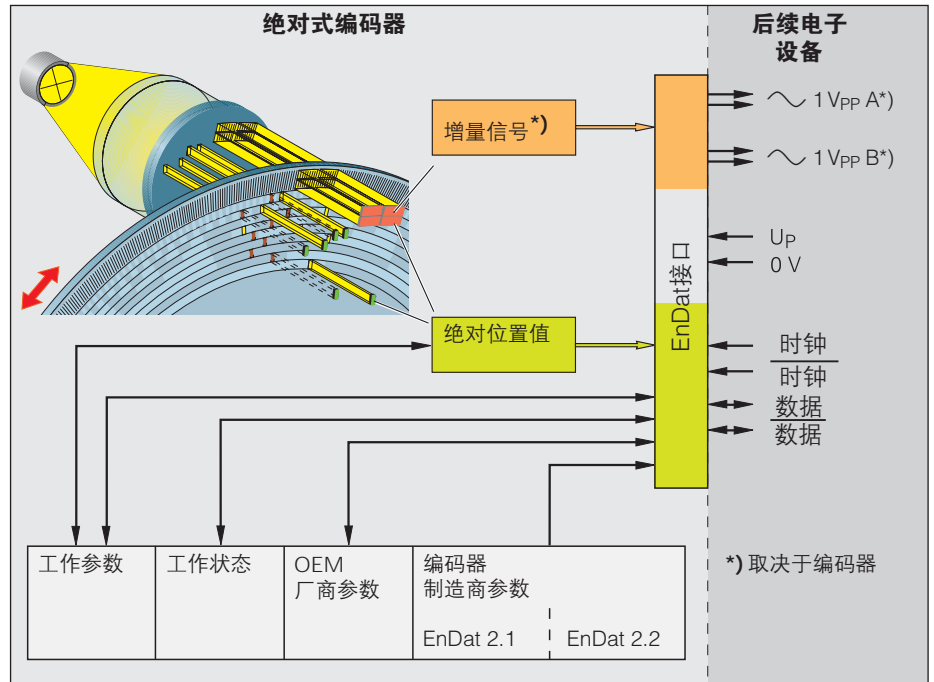 绝对式编码器
后续电子
设备
增量信号*)
1 VPP A*)
1 VPP B*)
UP
0 V
EnDat接口
绝对位置值
时钟
时钟
数据
数据
工作参数
工作状态
OEM
厂商参数
编码器
制造商参数
EnDat 2.1
EnDat 2.2
*) 取决于编码器